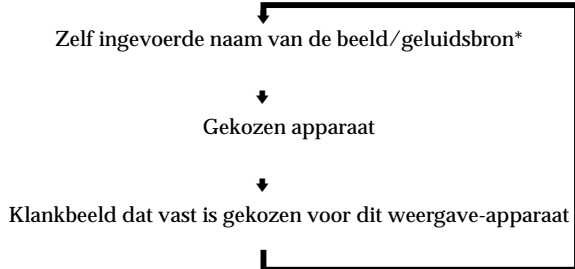 Zelf ingevoerde naam van de beeld/geluidsbron*
Gekozen apparaat
Klankbeeld dat vast is gekozen voor dit weergave-apparaat